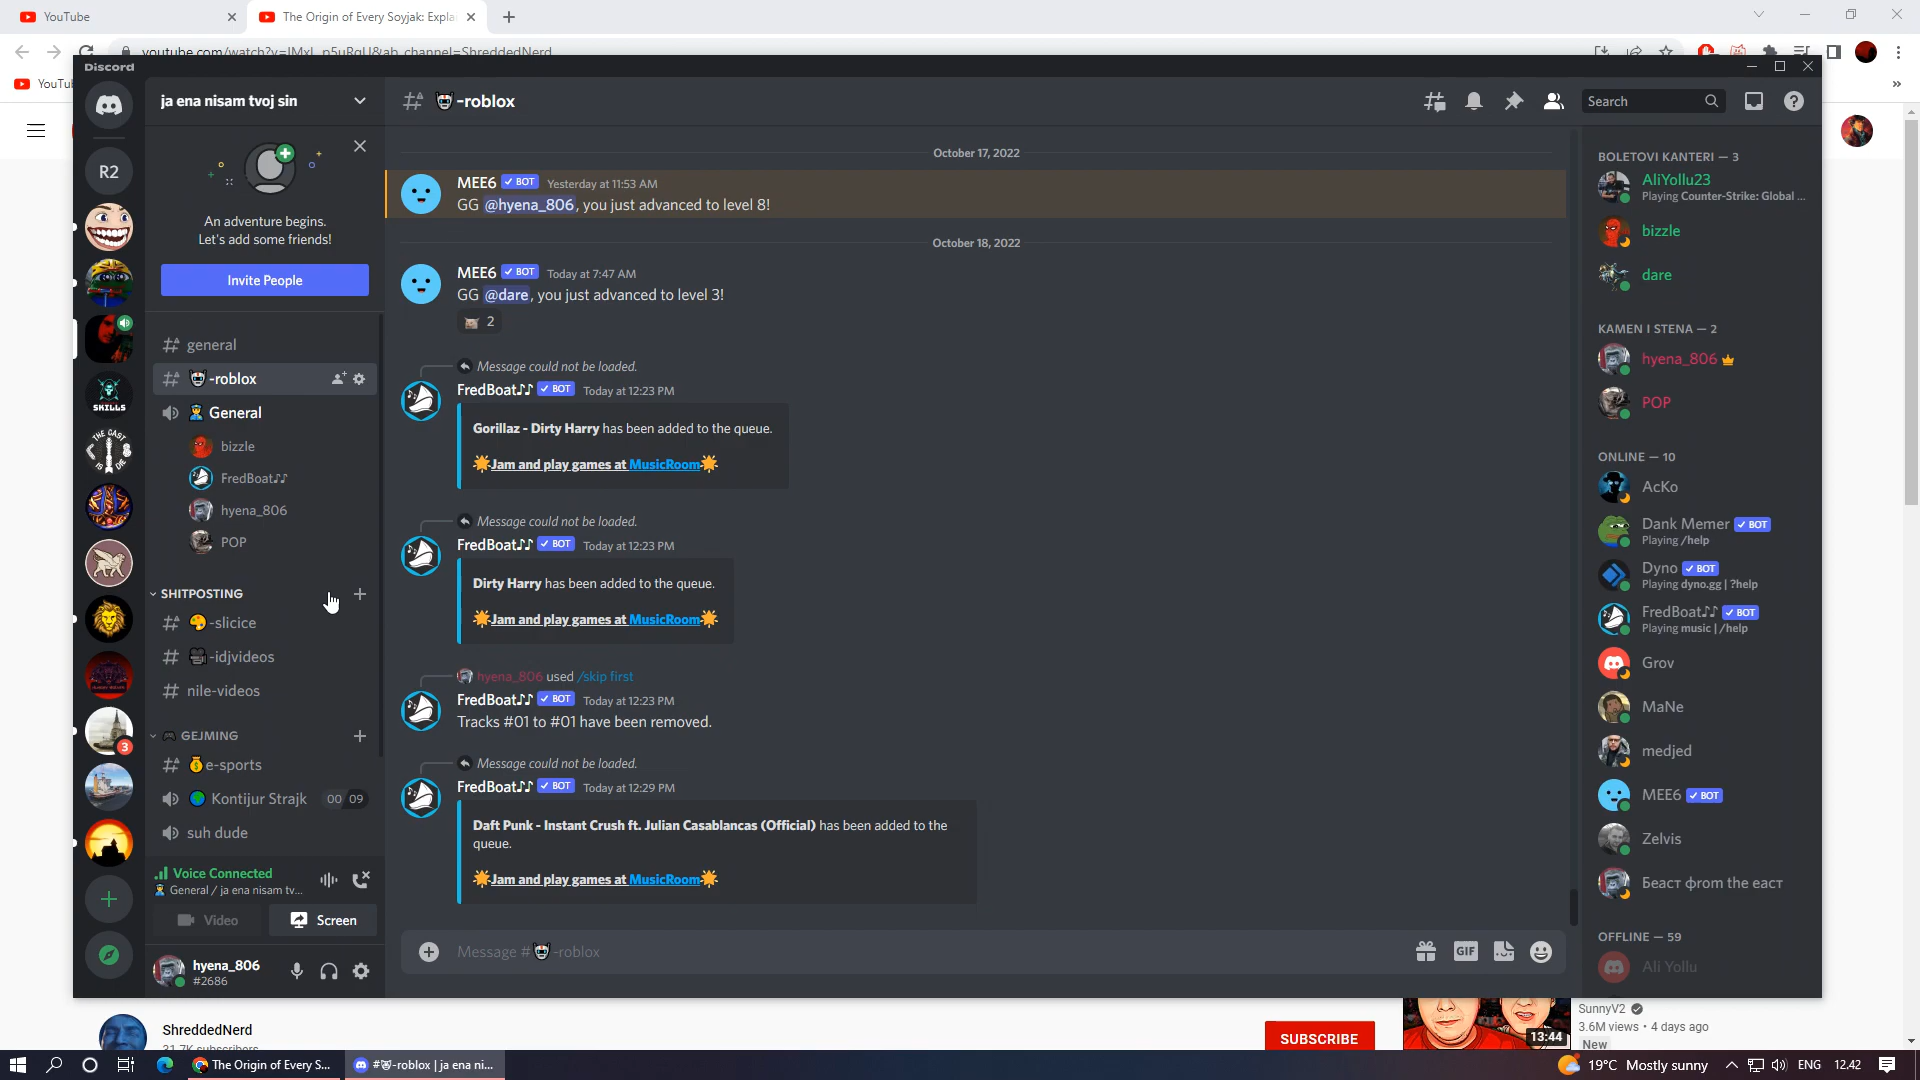 YouTube
The Origin of Every Soyjak: Expla
Discord
YouTu
ja ena nisam tvoj sin
-roblox
Search
R2
An adventure begins.
Let's add some friends!
Invite People
general
-roblox
General
bizzle
FredBoat♪♪
hyena_806
POP
SHITPOSTING
-slicice
-idjvideos
nile-videos
GEJMING
e-sports
Kontijur Strajk 00 09
suh dude
SKILLS
THE CAST
IS DIE
3
Voice Connected
General / ja ena nisam tv...
Video
Screen
hyena_806
#2686
October 17, 2022
MEE6 ✓ BOT Yesterday at 11:53 AM
GG @hyena_806, you just advanced to level 8!
October 18, 2022
MEE6 ✓ BOT Today at 7:47 AM
GG @dare, you just advanced to level 3!
2
Message could not be loaded.
FredBoat♪♪ ✓ BOT Today at 12:23 PM
Gorillaz - Dirty Harry has been added to the queue.
Jam and play games at MusicRoom
Message could not be loaded.
FredBoat♪♪ ✓ BOT Today at 12:23 PM
Dirty Harry has been added to the queue.
Jam and play games at MusicRoom
hyena_806 used /skip first
FredBoat♪♪ ✓ BOT Today at 12:23 PM
Tracks #01 to #01 have been removed.
Message could not be loaded.
FredBoat♪♪ ✓ BOT Today at 12:29 PM
Daft Punk - Instant Crush ft. Julian Casablancas (Official) has been added to the
queue.
Jam and play games at MusicRoom
Message # -roblox
GIF
BOLETOVI KANTERI — 3
AliYollu23
Playing Counter-Strike: Global ...
bizzle
dare
KAMEN I STENA — 2
hyena_806
POP
ONLINE — 10
AcKo
Dank Memer ✓ BOT
Playing /help
Dyno ✓ BOT
Playing dyno.gg | ?help
FredBoat♪♪ ✓ BOT
Playing music | /help
Grov
MaNe
medjed
MEE6 ✓ BOT
Zelvis
Беаст фrom the еаст
OFFLINE — 59
Ali Yollu
ShreddedNerd
SUBSCRIBE
13:44
SunnyV2
3.6M views • 4 days ago
New
The Origin of Every S...
-roblox | ja ena ni...
19°C Mostly sunny
ENG
12.42